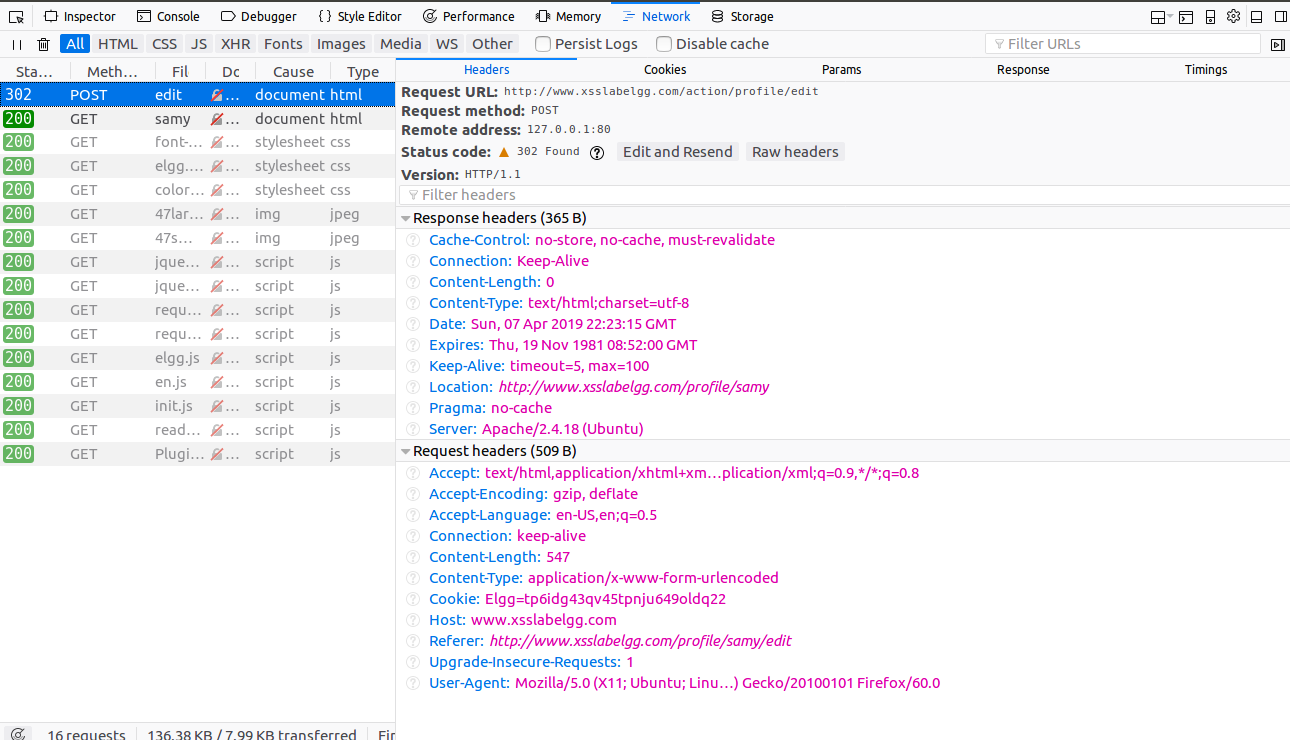 Inspector Console Debugger { } Style Editor Performance Memory Network Storage
All HTML CSS JS XHR Fonts Images Media WS Other Persist Logs Disable cache Filter URLs
Sta… Meth… Fil Dc Cause Type Headers Cookies Params Response Timings
302 POST edit … document html
200 GET samy … document html
200 GET font-… … stylesheet css
200 GET elgg.… … stylesheet css
200 GET color… … stylesheet css
200 GET 47lar… … img jpeg
200 GET 47s… … img jpeg
200 GET jque… … script js
200 GET jque… … script js
200 GET requ… … script js
200 GET requ… … script js
200 GET elgg.js … script js
200 GET en.js … script js
200 GET init.js … script js
200 GET read… … script js
200 GET Plugi… … script js
16 requests 136.38 KB / 7.99 KB transferred Fir
Request URL: http://www.xsslabelgg.com/action/profile/edit
Request method: POST
Remote address: 127.0.0.1:80
Status code: 302 Found ? Edit and Resend Raw headers
Version: HTTP/1.1
Filter headers
Response headers (365 B)
? Cache-Control: no-store, no-cache, must-revalidate
? Connection: Keep-Alive
? Content-Length: 0
? Content-Type: text/html;charset=utf-8
? Date: Sun, 07 Apr 2019 22:23:15 GMT
? Expires: Thu, 19 Nov 1981 08:52:00 GMT
? Keep-Alive: timeout=5, max=100
? Location: http://www.xsslabelgg.com/profile/samy
? Pragma: no-cache
? Server: Apache/2.4.18 (Ubuntu)
Request headers (509 B)
? Accept: text/html,application/xhtml+xm…plication/xml;q=0.9,*/*;q=0.8
? Accept-Encoding: gzip, deflate
? Accept-Language: en-US,en;q=0.5
? Connection: keep-alive
? Content-Length: 547
? Content-Type: application/x-www-form-urlencoded
? Cookie: Elgg=tp6idg43qv45tpnju649oldq22
? Host: www.xsslabelgg.com
? Referer: http://www.xsslabelgg.com/profile/samy/edit
? Upgrade-Insecure-Requests: 1
? User-Agent: Mozilla/5.0 (X11; Ubuntu; Linu…) Gecko/20100101 Firefox/60.0